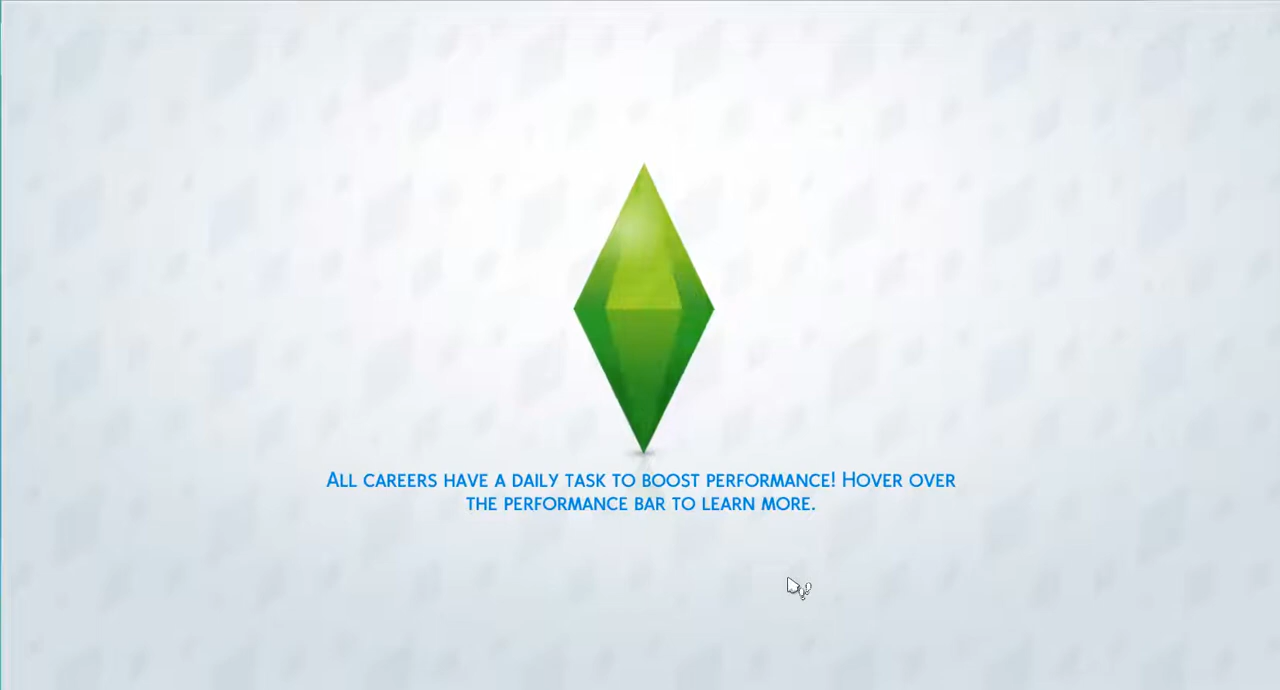 All careers have a daily task to boost performance! Hover over
the performance bar to learn more.